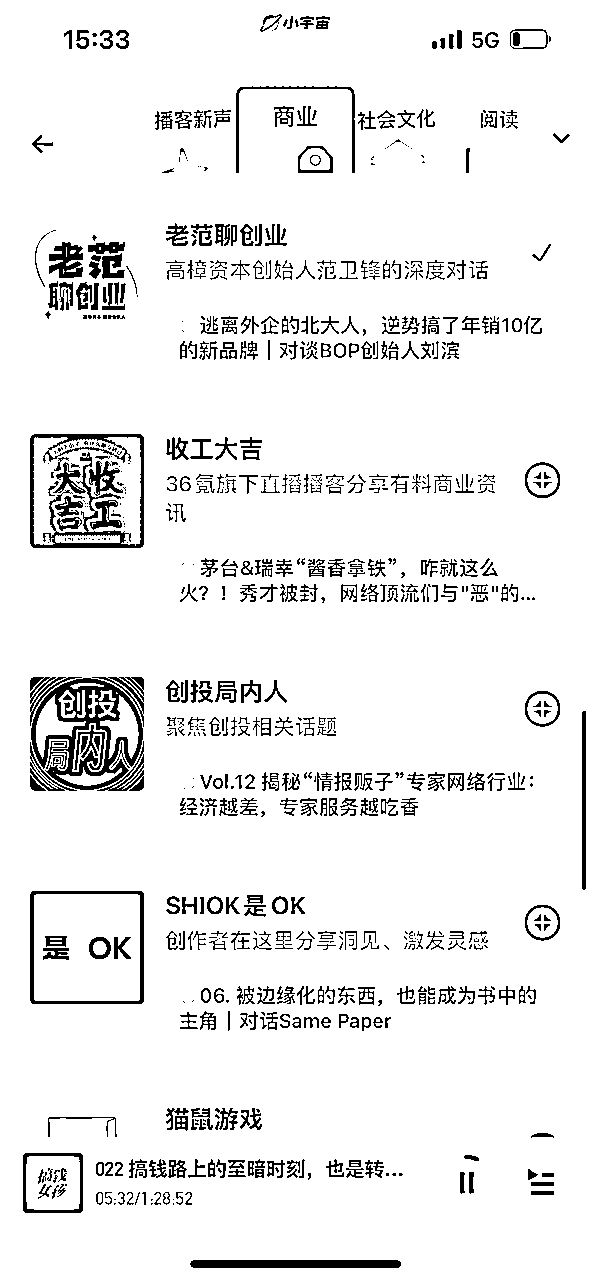 小宇宙
15:33
5G
播客新声 商业 社会文化 阅读
老范聊创业
老范
聊创业
高樟资本创始人范卫锋的深度对话
逃离外企的北大人，逆势搞了年销10亿
的新品牌｜对谈BOP创始人刘滨
收工大吉
大收
吉工
36氪旗下直播播客分享有料商业资
讯
茅台&瑞幸“酱香拿铁”，咋就这么
火？！秀才被封，网络顶流们与"恶"的...
创投局内人
创投
局内人
聚焦创投相关话题
Vol.12 揭秘“情报贩子”专家网络行业：
经济越差，专家服务越吃香
SHIOK是OK
是 OK
创作者在这里分享洞见、激发灵感
06. 被边缘化的东西，也能成为书中的
主角｜对话Same Paper
猫鼠游戏
搞钱
女孩
022 搞钱路上的至暗时刻，也是转...
05:32/1:28:52